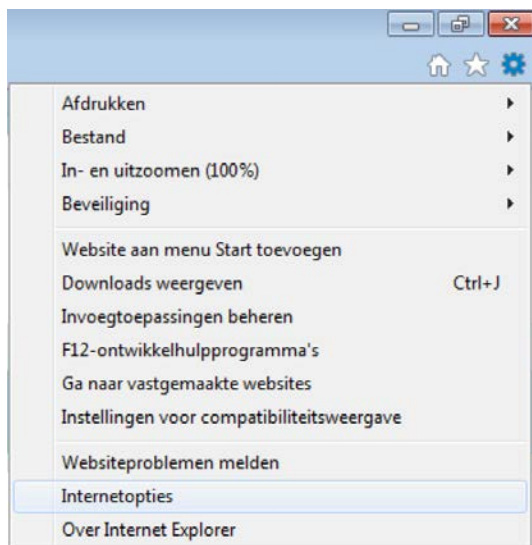 Afdrukken
Bestand
In- en uitzoomen (100%)
Beveiliging
Website aan menu Start toevoegen
Downloads weergeven Ctrl+J
Invoegtoepassingen beheren
F12-ontwikkelhulpprogramma's
Ga naar vastgemaakte websites
Instellingen voor compatibiliteitsweergave
Websiteproblemen melden
Internetopties
Over Internet Explorer